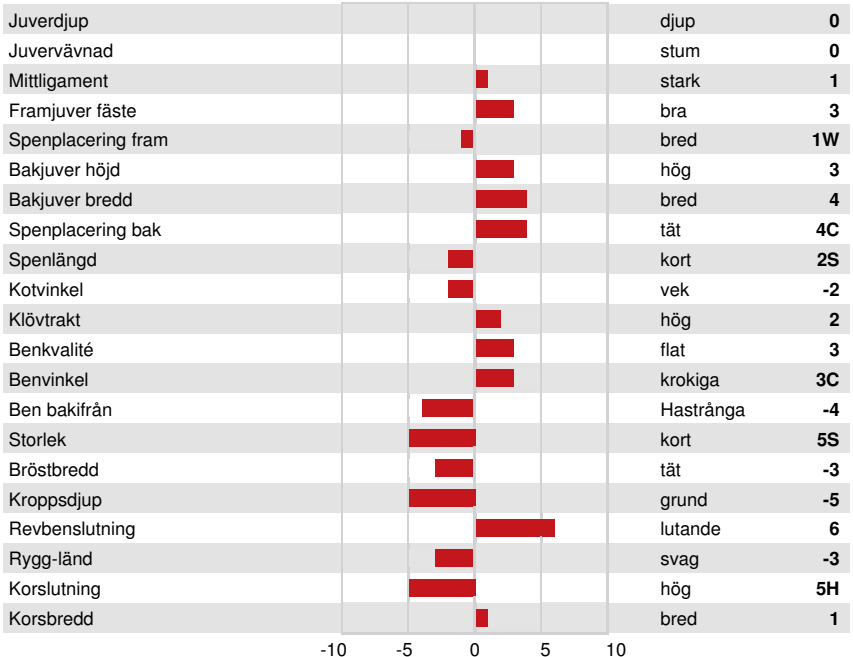 Juverdjup djup 0
Juvervävnad stum 0
Mittligament stark 1
Framjuver fäste bra 3
Spenplacering fram bred 1W
Bakjuver höjd hög 3
Bakjuver bredd bred 4
Spenplacering bak tät 4C
Spenlängd kort 2S
Kotvinkel vek -2
Klövtrakt hög 2
Benkvalité flat 3
Benvinkel krokiga 3C
Ben bakifrån Hastrånga -4
Storlek kort 5S
Bröstbredd tät -3
Kroppsdjup grund -5
Revbenslutning lutande 6
Rygg-länd svag -3
Korslutning hög 5H
Korsbredd bred 1
-10 -5 0 5 10